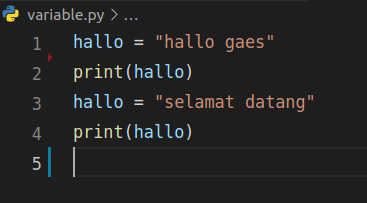 variable.py > ...
1 hallo = "hallo gaes"
2 print(hallo)
3 hallo = "selamat datang"
4 print(hallo)
5